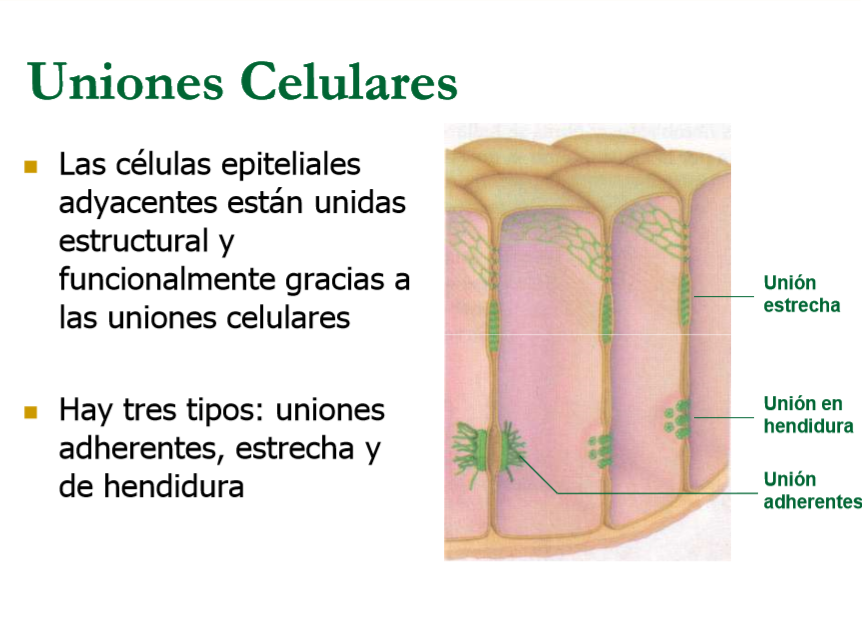 Uniones Celulares
Las células epiteliales
adyacentes están unidas
estructural y
funcionalmente gracias a
las uniones celulares
Hay tres tipos: uniones
adherentes, estrecha y
de hendidura
Unión
estrecha
Unión en
hendidura
Unión
adherentes